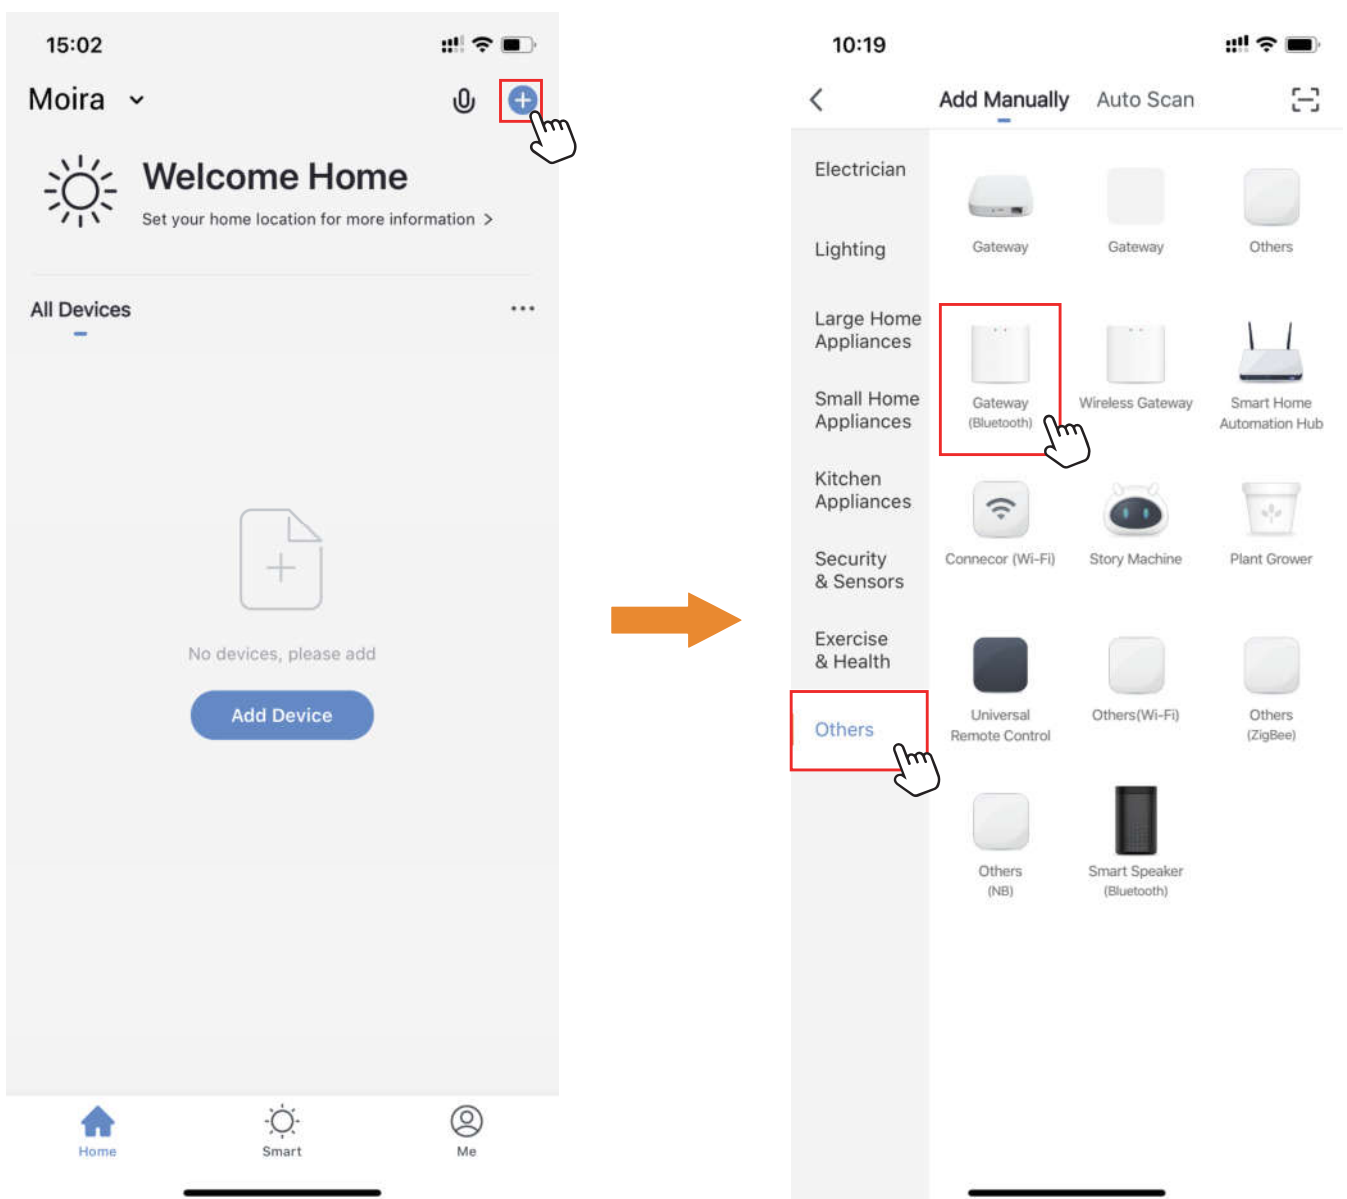 15:02
Moira
Welcome Home
Set your home location for more information >
All Devices
No devices, please add
Add Device
Home
Smart
Me
10:19
Add Manually
Auto Scan
Electrician
Lighting
Large Home
Appliances
Small Home
Appliances
Kitchen
Appliances
Security
& Sensors
Exercise
& Health
Others
Gateway
Gateway
Others
Gateway
(Bluetooth)
Wireless Gateway
Smart Home
Automation Hub
Connecor (Wi-Fi)
Story Machine
Plant Grower
Universal
Remote Control
Others(Wi-Fi)
Others
(ZigBee)
Others
(NB)
Smart Speaker
(Bluetooth)